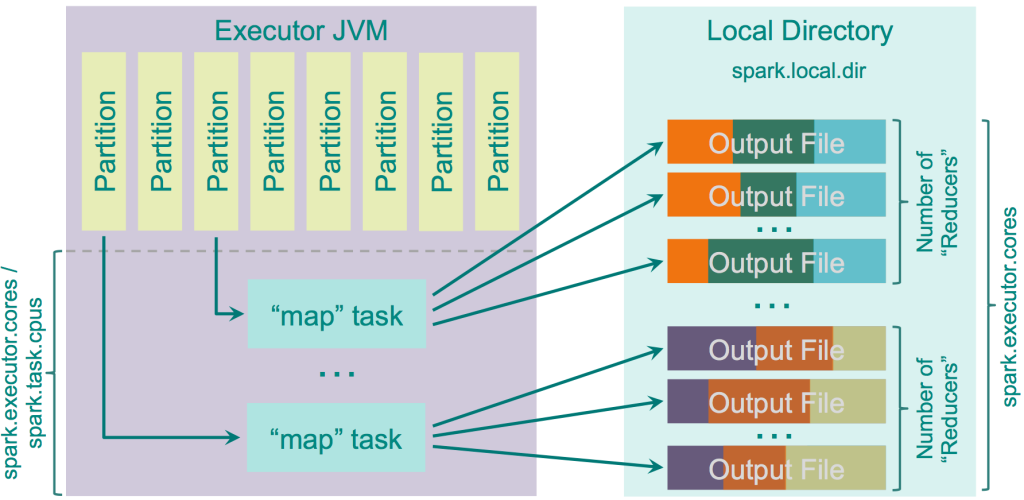 Executor JVM
Partition
Partition
Partition
Partition
Partition
Partition
Partition
Partition
spark.executor.cores /
spark.task.cpus
“map” task
...
“map” task
Local Directory
spark.local.dir
Output File
Output File
...
Output File
Number of
“Reducers”
...
Output File
Output File
...
Output File
Number of
“Reducers”
spark.executor.cores